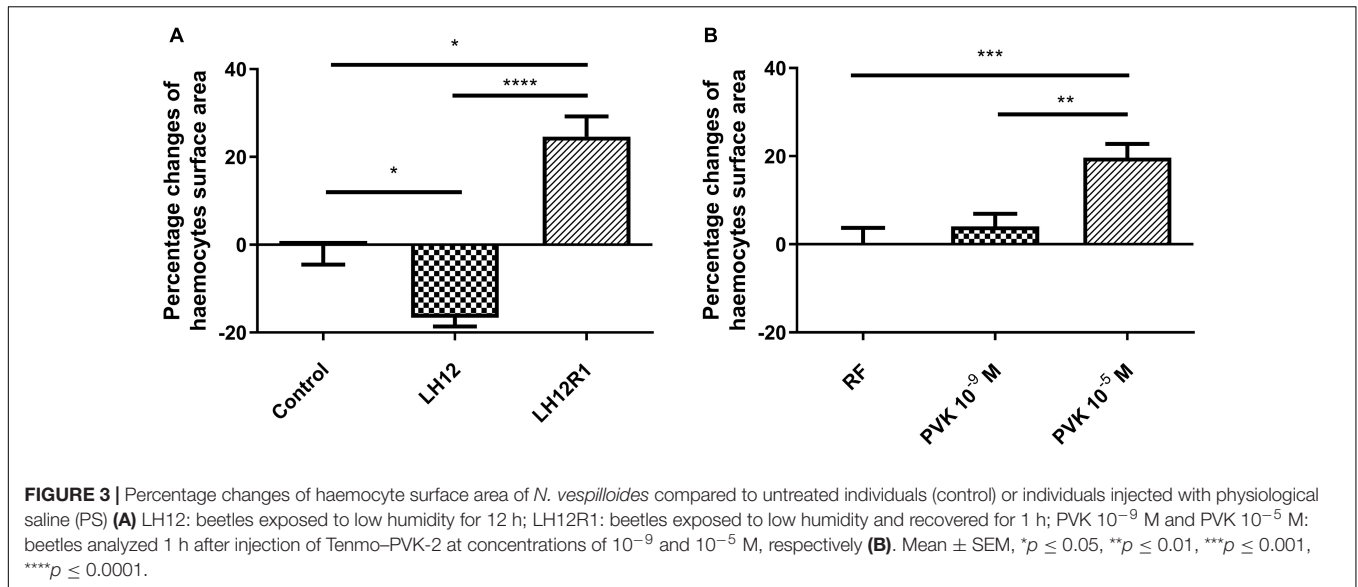 A
Percentage changes of
haemocytes surface area
40
20
0
-20
*
****
*
Control
LH12
LH12R1
B
Percentage changes of
haemocytes surface area
40
20
0
-20
***
**
RF
PVK 10⁻⁹ M
PVK 10⁻⁵ M
FIGURE 3 | Percentage changes of haemocyte surface area of N. vespilloides compared to untreated individuals (control) or individuals injected with physiological
saline (PS) (A) LH12: beetles exposed to low humidity for 12 h; LH12R1: beetles exposed to low humidity and recovered for 1 h; PVK 10⁻⁹ M and PVK 10⁻⁵ M:
beetles analyzed 1 h after injection of Tenmo–PVK-2 at concentrations of 10⁻⁹ and 10⁻⁵ M, respectively (B). Mean ± SEM, *p ≤ 0.05, **p ≤ 0.01, ***p ≤ 0.001,
****p ≤ 0.0001.